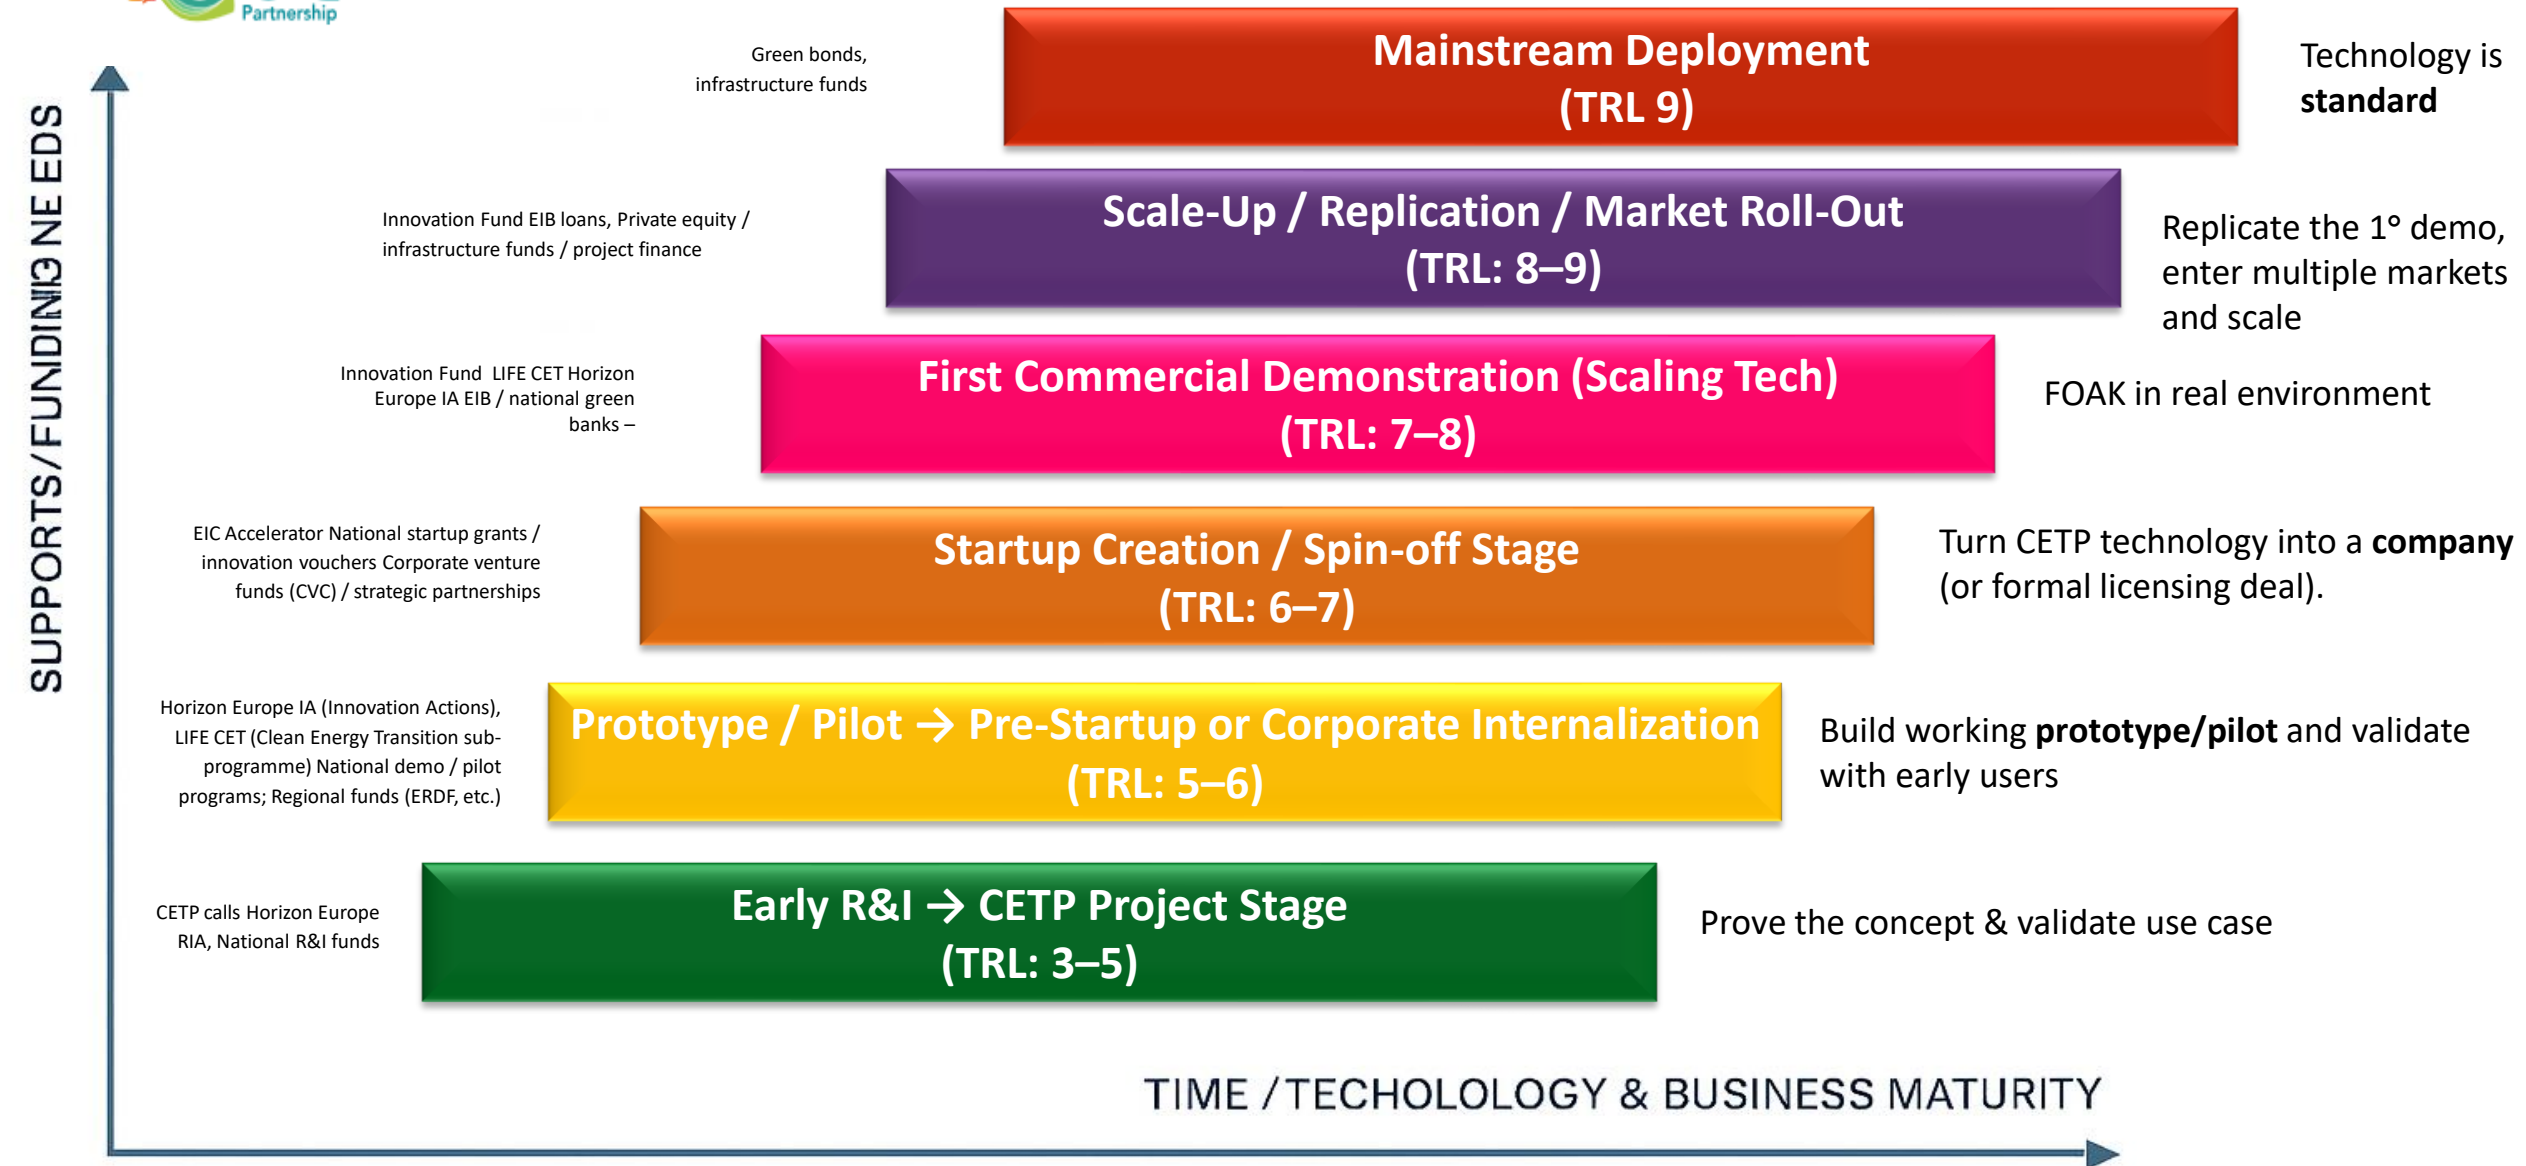 Partnership
Green bonds,
infrastructure funds
Mainstream Deployment
(TRL 9)
Technology is
standard
Innovation Fund EIB loans, Private equity /
infrastructure funds / project finance
Scale-Up / Replication / Market Roll-Out
(TRL: 8–9)
Replicate the 1° demo,
enter multiple markets
and scale
Innovation Fund  LIFE CET Horizon
Europe IA EIB / national green
banks –
First Commercial Demonstration (Scaling Tech)
(TRL: 7–8)
FOAK in real environment
EIC Accelerator National startup grants /
innovation vouchers Corporate venture
funds (CVC) / strategic partnerships
Startup Creation / Spin-off Stage
(TRL: 6–7)
Turn CETP technology into a company
(or formal licensing deal).
Horizon Europe IA (Innovation Actions),
LIFE CET (Clean Energy Transition sub-
programme) National demo / pilot
programs; Regional funds (ERDF, etc.)
Prototype / Pilot → Pre-Startup or Corporate Internalization
(TRL: 5–6)
Build working prototype/pilot and validate
with early users
CETP calls Horizon Europe
RIA, National R&I funds
Early R&I → CETP Project Stage
(TRL: 3–5)
Prove the concept & validate use case
SUPPORTS/FUNDING NE EDS
TIME / TECHOLOLOGY & BUSINESS MATURITY